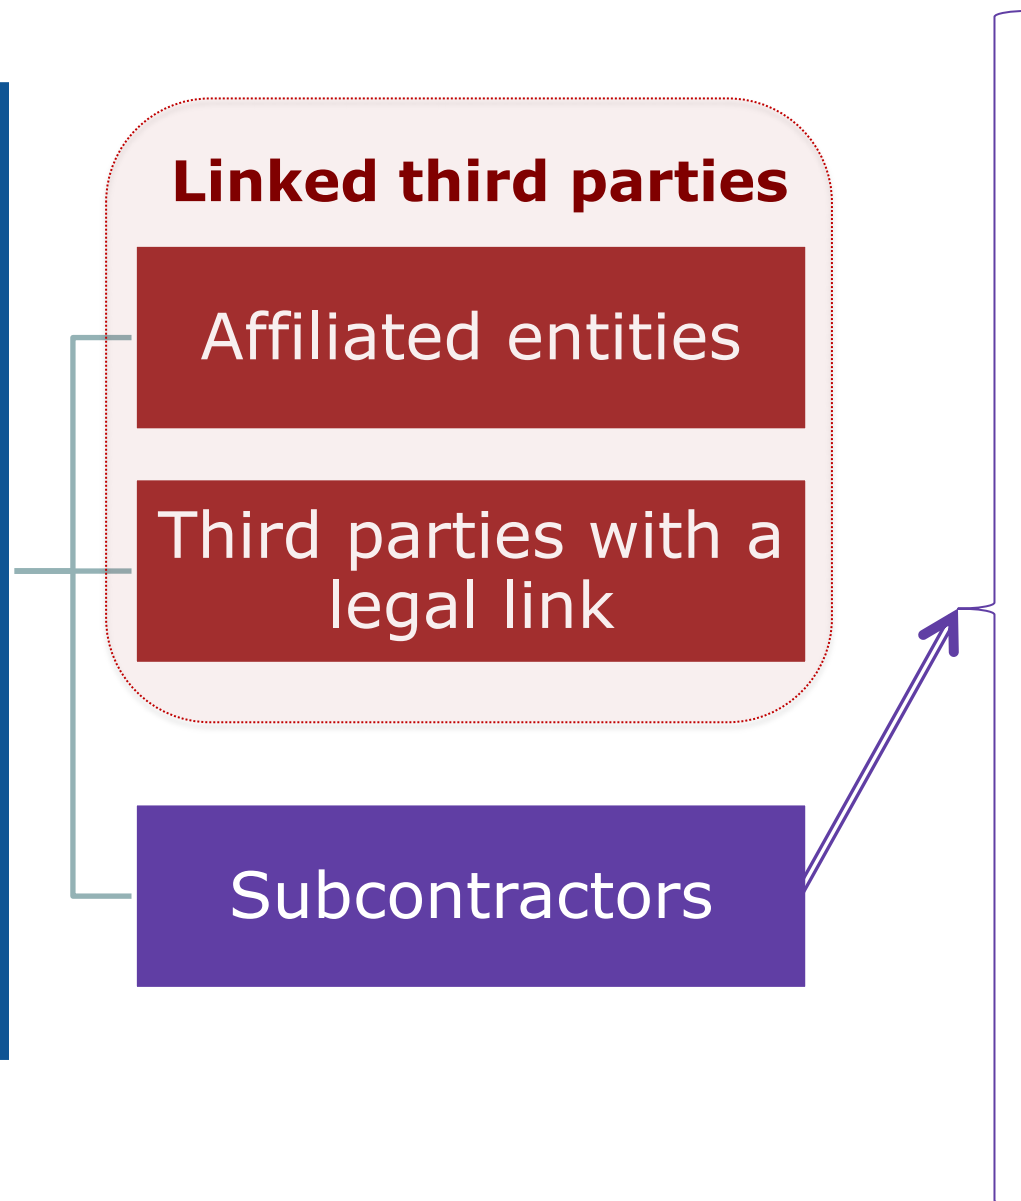 Linked third parties
Affiliated entities
Third parties with a
legal link
Subcontractors